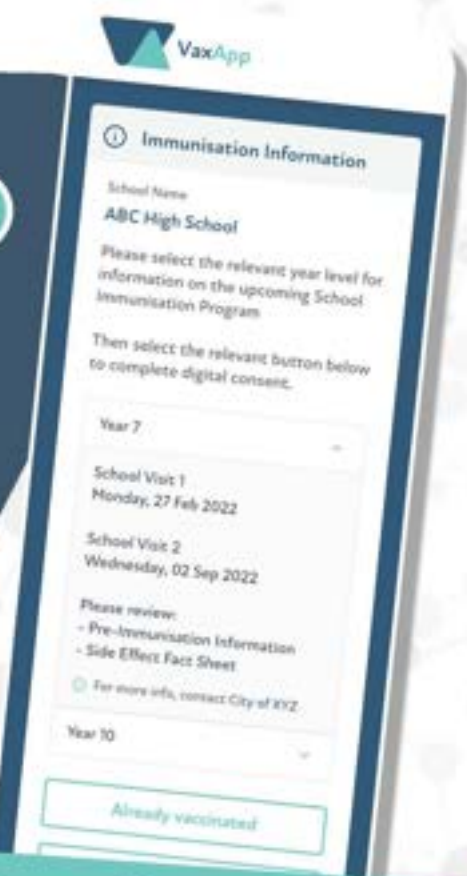 VaxApp
Immunisation Information
School Name
ABC High School
Please select the relevant year level for
information on the upcoming School
Immunisation Program
Then select the relevant button below
to complete digital consent.
Year 7
School Visit 1
Monday, 27 Feb 2022
School Visit 2
Wednesday, 02 Sep 2022
Please review:
- Pre-Immunisation Information
- Side Effect Fact Sheet
For more info, contact City of XYZ
Year 10
Already vaccinated